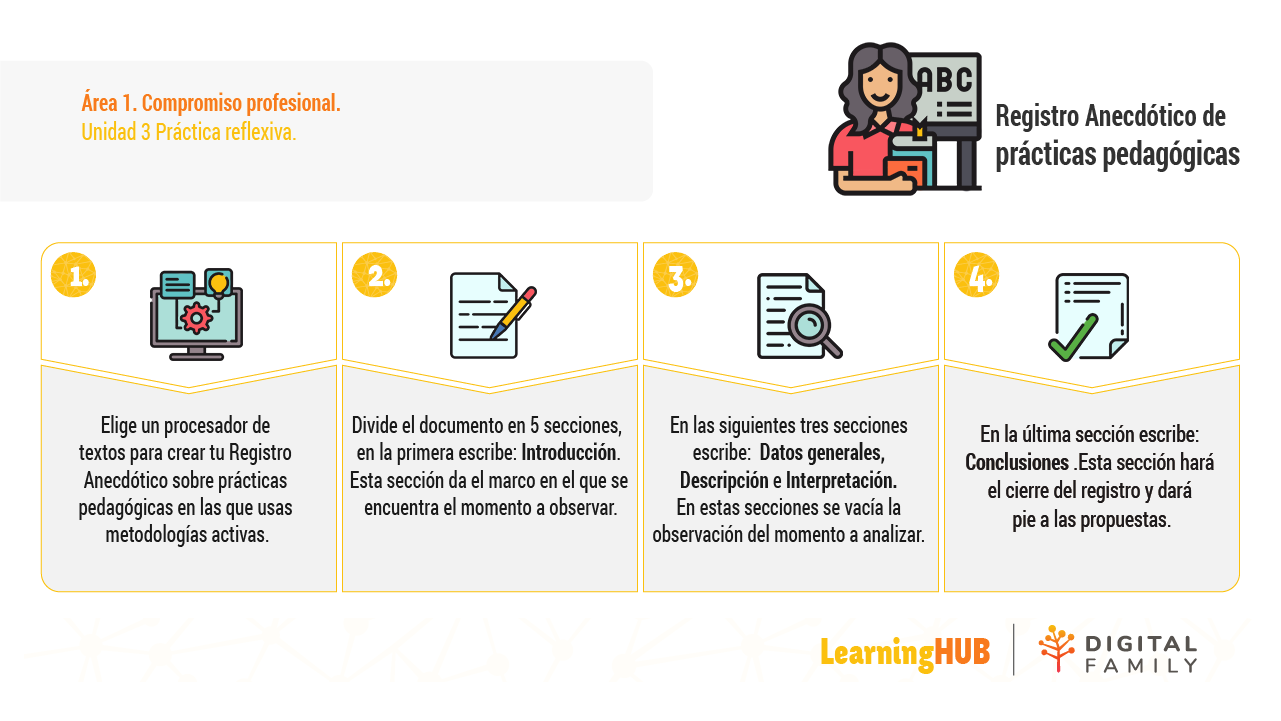 Área 1. Compromiso profesional.
Unidad 3 Práctica reflexiva.
ABC
Registro Anecdótico de
prácticas pedagógicas
1.
Elige un procesador de
textos para crear tu Registro
Anecdótico sobre prácticas
pedagógicas en las que usas
metodologías activas.
2.
Divide el documento en 5 secciones,
en la primera escribe: Introducción.
Esta sección da el marco en el que se
encuentra el momento a observar.
3.
En las siguientes tres secciones
escribe: Datos generales,
Descripción e Interpretación.
En estas secciones se vacía la
observación del momento a analizar.
4.
En la última sección escribe:
Conclusiones .Esta sección hará
el cierre del registro y dará
pie a las propuestas.
LearningHUB
DIGITAL
FAMILY